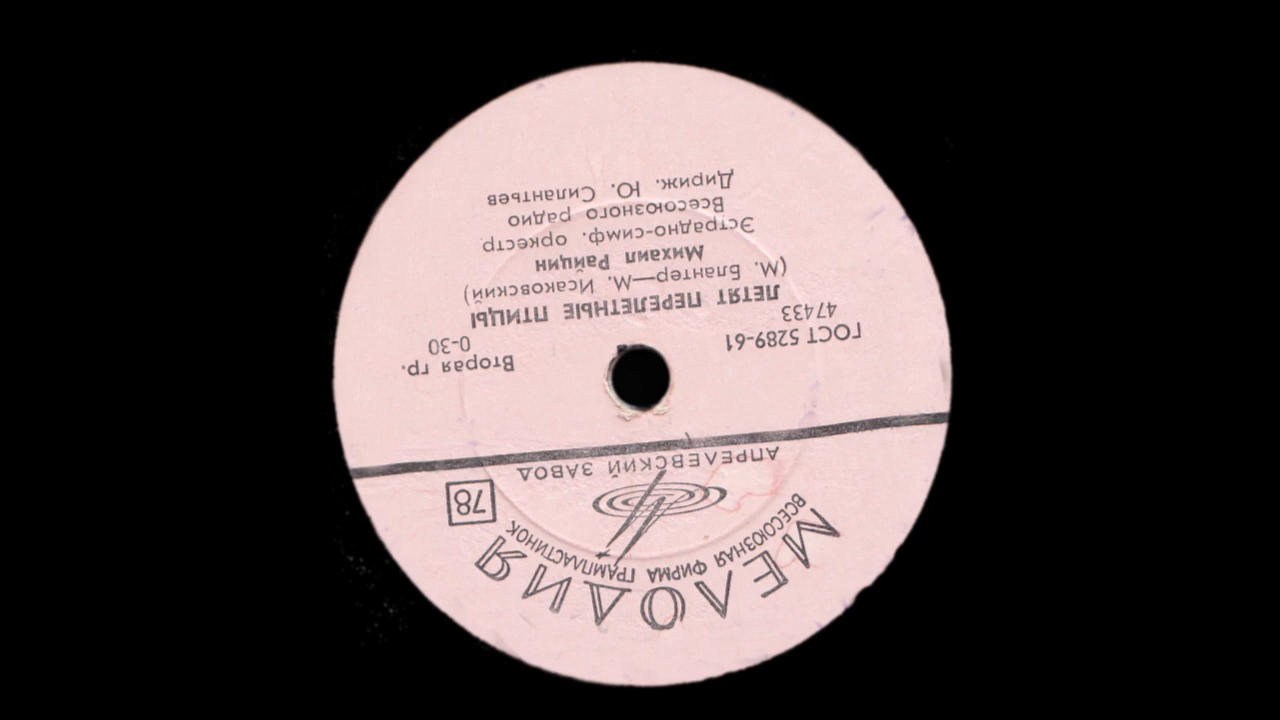 МЕЛОДИЯ
ВСЕСОЮЗНАЯ ФИРМА ГРАМПЛАСТИНОК
78
АПРЕЛЕВСКИЙ ЗАВОД
ГОСТ 5289-61
47433
Вторая гр.
0-30
ЛЕТЯТ ПЕРЕЛЕТНЫЕ ПТИЦЫ
(М. Блантер—М. Исаковский)
Михаил Райцин
Эстрадно-симф. оркестр
Всесоюзного радио
Дириж. Ю. Силантьев